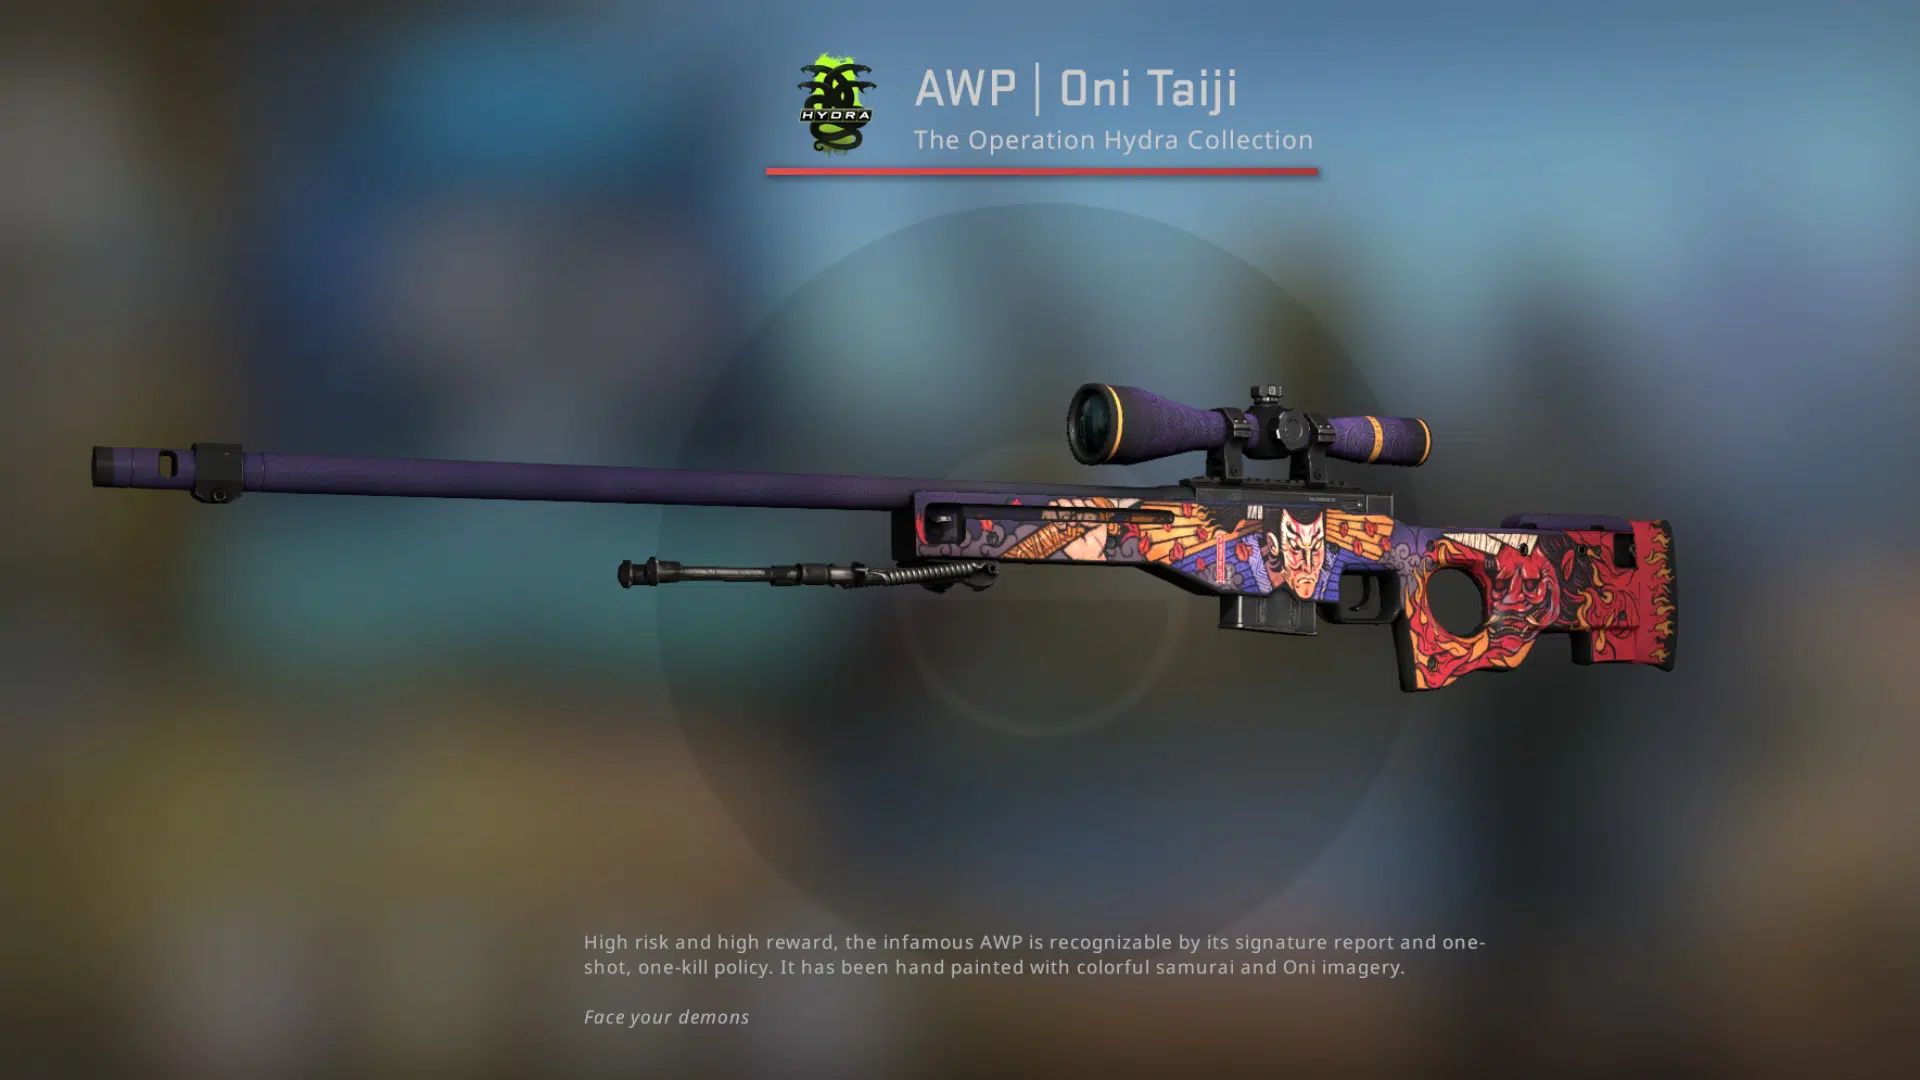 HYDRA
AWP | Oni Taiji
The Operation Hydra Collection
High risk and high reward, the infamous AWP is recognizable by its signature report and one-
shot, one-kill policy. It has been hand painted with colorful samurai and Oni imagery.
Face your demons